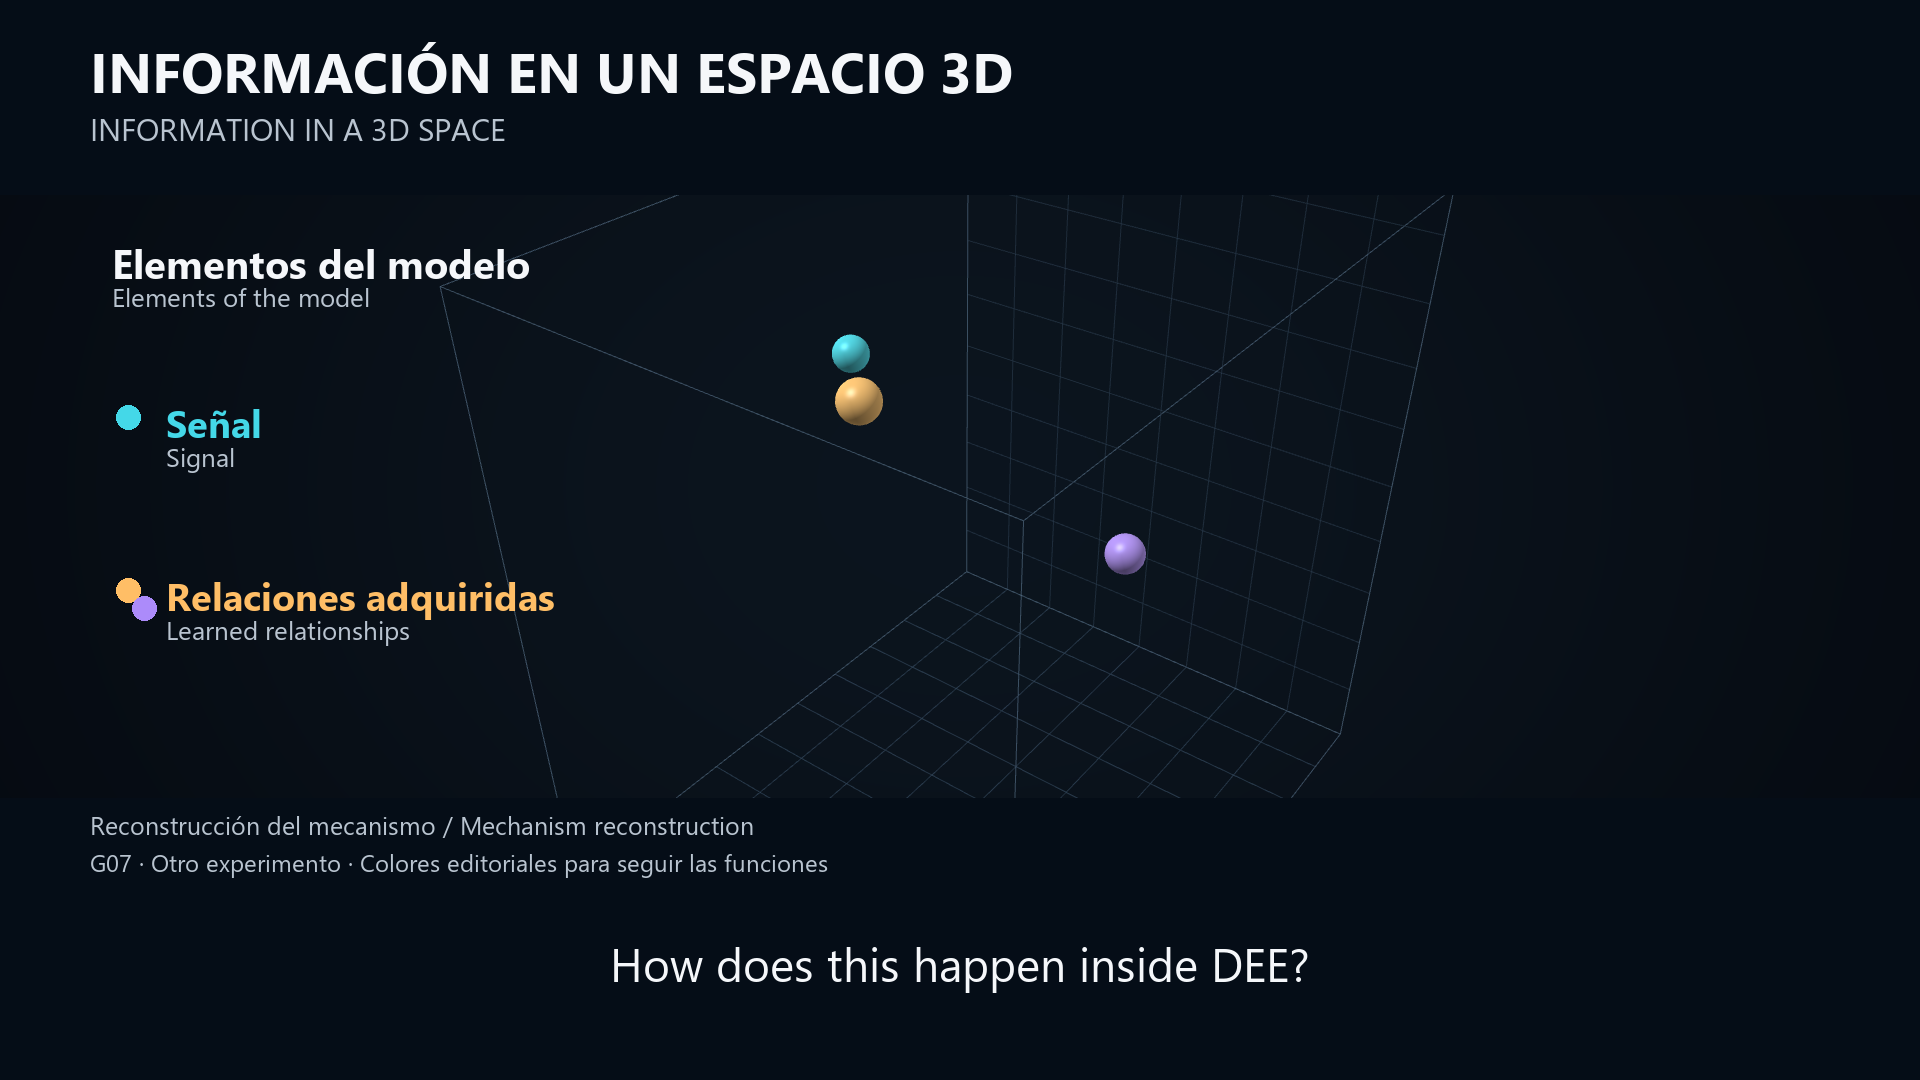 INFORMACIÓN EN UN ESPACIO 3D
INFORMATION IN A 3D SPACE
Elementos del modelo
Elements of the model
Señal
Signal
Relaciones adquiridas
Learned relationships
Reconstrucción del mecanismo / Mechanism reconstruction
G07 · Otro experimento · Colores editoriales para seguir las funciones
How does this happen inside DEE?